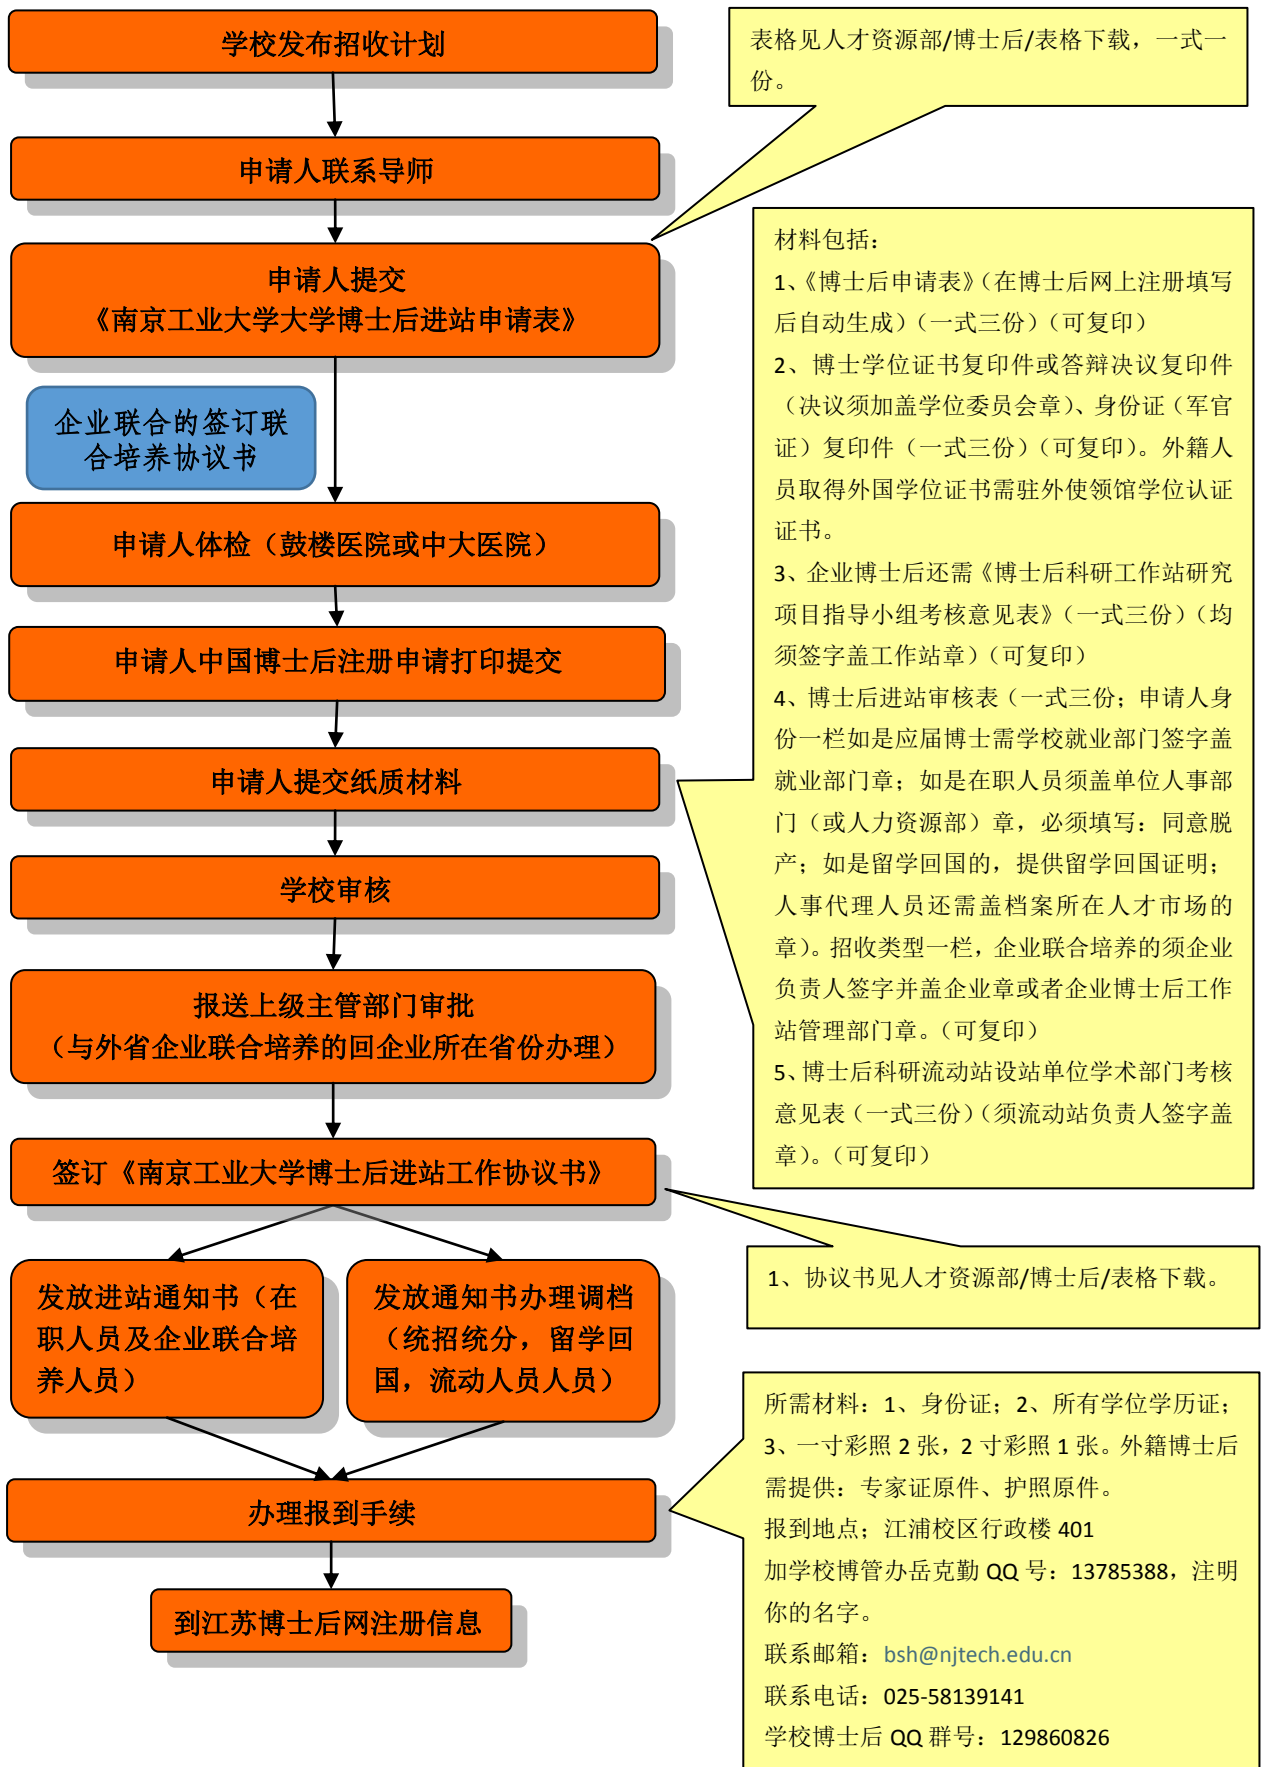 学校发布招收计划
表格见人才资源部/博士后/表格下载，一式一
份。
申请人联系导师
申请人提交
《南京工业大学大学博士后进站申请表》
企业联合的签订联
合培养协议书
申请人体检（鼓楼医院或中大医院）
申请人中国博士后注册申请打印提交
申请人提交纸质材料
材料包括：
1、《博士后申请表》（在博士后网上注册填写
后自动生成）（一式三份）（可复印）
2、博士学位证书复印件或答辩决议复印件
（决议须加盖学位委员会章）、身份证（军官
证）复印件（一式三份）（可复印）。外籍人
员取得外国学位证书需驻外使领馆学位认证
证书。
3、企业博士后还需《博士后科研工作站研究
项目指导小组考核意见表》（一式三份）（均
须签字盖工作站章）（可复印）
4、博士后进站审核表（一式三份；申请人身
份一栏如是应届博士需学校就业部门签字盖
就业部门章；如是在职人员须盖单位人事部
门（或人力资源部）章，必须填写：同意脱
产；如是留学回国的，提供留学回国证明；
人事代理人员还需盖档案所在人才市场的
章）。招收类型一栏，企业联合培养的须企业
负责人签字并盖企业章或者企业博士后工作
站管理部门章。（可复印）
5、博士后科研流动站设站单位学术部门考核
意见表（一式三份）（须流动站负责人签字盖
章）。（可复印）
学校审核
报送上级主管部门审批
（与外省企业联合培养的回企业所在省份办理）
签订《南京工业大学博士后进站工作协议书》
1、协议书见人才资源部/博士后/表格下载。
发放进站通知书（在
职人员及企业联合培
养人员）
发放通知书办理调档
（统招统分，留学回
国，流动人员人员）
办理报到手续
所需材料：1、身份证；2、所有学位学历证；
3、一寸彩照 2 张，2 寸彩照 1 张。外籍博士后
需提供：专家证原件、护照原件。
报到地点；江浦校区行政楼 401
加学校博管办岳克勤 QQ 号：13785388，注明
你的名字。
联系邮箱：bsh@njtech.edu.cn
联系电话：025-58139141
学校博士后 QQ 群号：129860826
到江苏博士后网注册信息